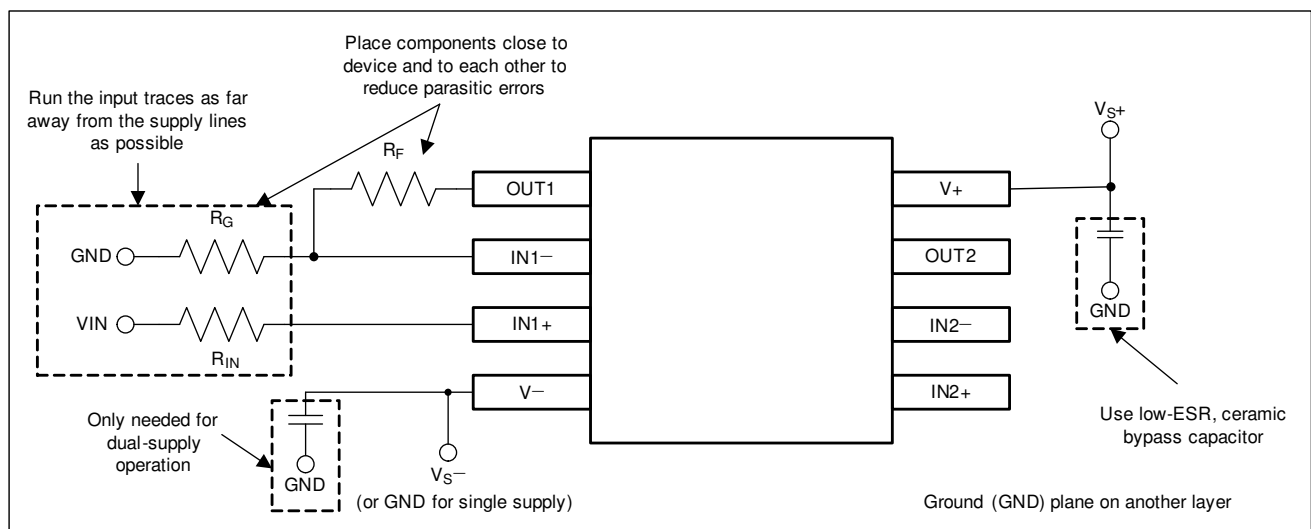 Place components close to
device and to each other to
reduce parasitic errors
Run the input traces as far
away from the supply lines
as possible
VS+
RF
OUT1
V+
RG
GND
IN1−
OUT2
GND
VIN
IN1+
IN2−
RIN
V−
IN2+
Only needed for
dual-supply
operation
Use low-ESR, ceramic
bypass capacitor
GND
VS−
(or GND for single supply)
Ground (GND) plane on another layer